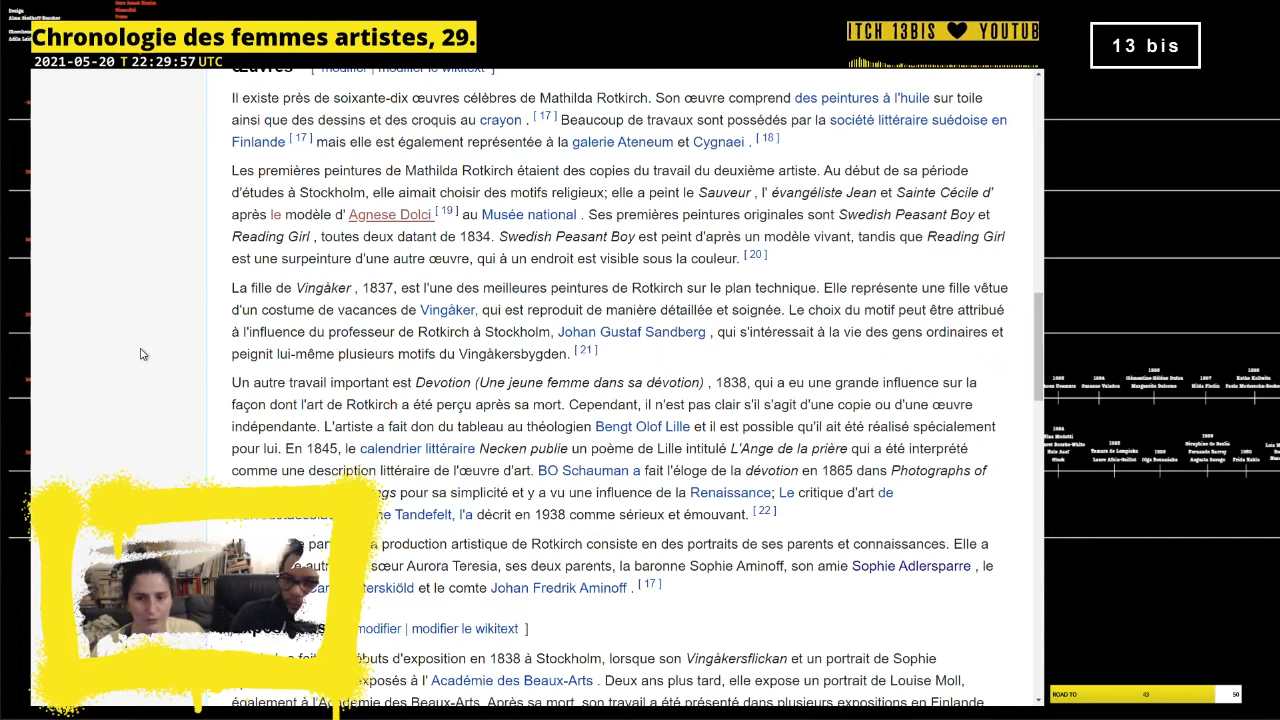 Design
Chronologie des femmes artistes, 29.
2021-05-20 T 22:29:57 UTC
ITCH 13BIS YOUTUB
13 bis
Œuvres [ modifier | modifier le wikitext ]
Il existe près de soixante-dix œuvres célèbres de Mathilda Rotkirch. Son œuvre comprend des peintures à l'huile sur toile
ainsi que des dessins et des croquis au crayon . [ 17 ] Beaucoup de travaux sont possédés par la société littéraire suédoise en
Finlande [ 17 ] mais elle est également représentée à la galerie Ateneum et Cygnaei . [ 18 ]
Les premières peintures de Mathilda Rotkirch étaient des copies du travail du deuxième artiste. Au début de sa période
d'études à Stockholm, elle aimait choisir des motifs religieux; elle a peint le Sauveur , l' évangéliste Jean et Sainte Cécile d'
après le modèle d' Agnese Dolci [ 19 ] au Musée national . Ses premières peintures originales sont Swedish Peasant Boy et
Reading Girl , toutes deux datant de 1834. Swedish Peasant Boy est peint d'après un modèle vivant, tandis que Reading Girl
est une surpeinture d'une autre œuvre, qui à un endroit est visible sous la couleur. [ 20 ]
La fille de Vingåker , 1837, est l'une des meilleures peintures de Rotkirch sur le plan technique. Elle représente une fille vêtue
d'un costume de vacances de Vingåker, qui est reproduit de manière détaillée et soignée. Le choix du motif peut être attribué
à l'influence du professeur de Rotkirch à Stockholm, Johan Gustaf Sandberg , qui s'intéressait à la vie des gens ordinaires et
peignit lui-même plusieurs motifs du Vingåkersbygden. [ 21 ]
Un autre travail important est Devotion (Une jeune femme dans sa dévotion) , 1838, qui a eu une grande influence sur la
façon dont l'art de Rotkirch a été perçu après sa mort. Cependant, il n'est pas clair s'il s'agit d'une copie ou d'une œuvre
indépendante. L'artiste a fait don du tableau au théologien Bengt Olof Lille et il est possible qu'il ait été réalisé spécialement
pour lui. En 1845, le calendrier littéraire Necken publie un poème de Lille intitulé L'Ange de la prière qui a été interprété
comme une description littéraire de l'œuvre d'art. BO Schauman a fait l'éloge de la dévotion en 1865 dans Photographs of
gs pour sa simplicité et y a vu une influence de la Renaissance; Le critique d'art de
ne Tandefelt, l'a décrit en 1938 comme sérieux et émouvant. [ 22 ]
production artistique de Rotkirch consiste en des portraits de ses parents et connaissances. Elle a
sœur Aurora Teresia, ses deux parents, la baronne Sophie Aminoff, son amie Sophie Adlersparre , le
terskiöld et le comte Johan Fredrik Aminoff . [ 17 ]
modifier | modifier le wikitext ]
ébuts d'exposition en 1838 à Stockholm, lorsque son Vingåkersflickan et un portrait de Sophie
exposés à l' Académie des Beaux-Arts . Deux ans plus tard, elle expose un portrait de Louise Moll,
également à l'Académie des Beaux-Arts. Après sa mort, son travail a été présenté dans plusieurs expositions en Finlande
ROAD TO 43 50